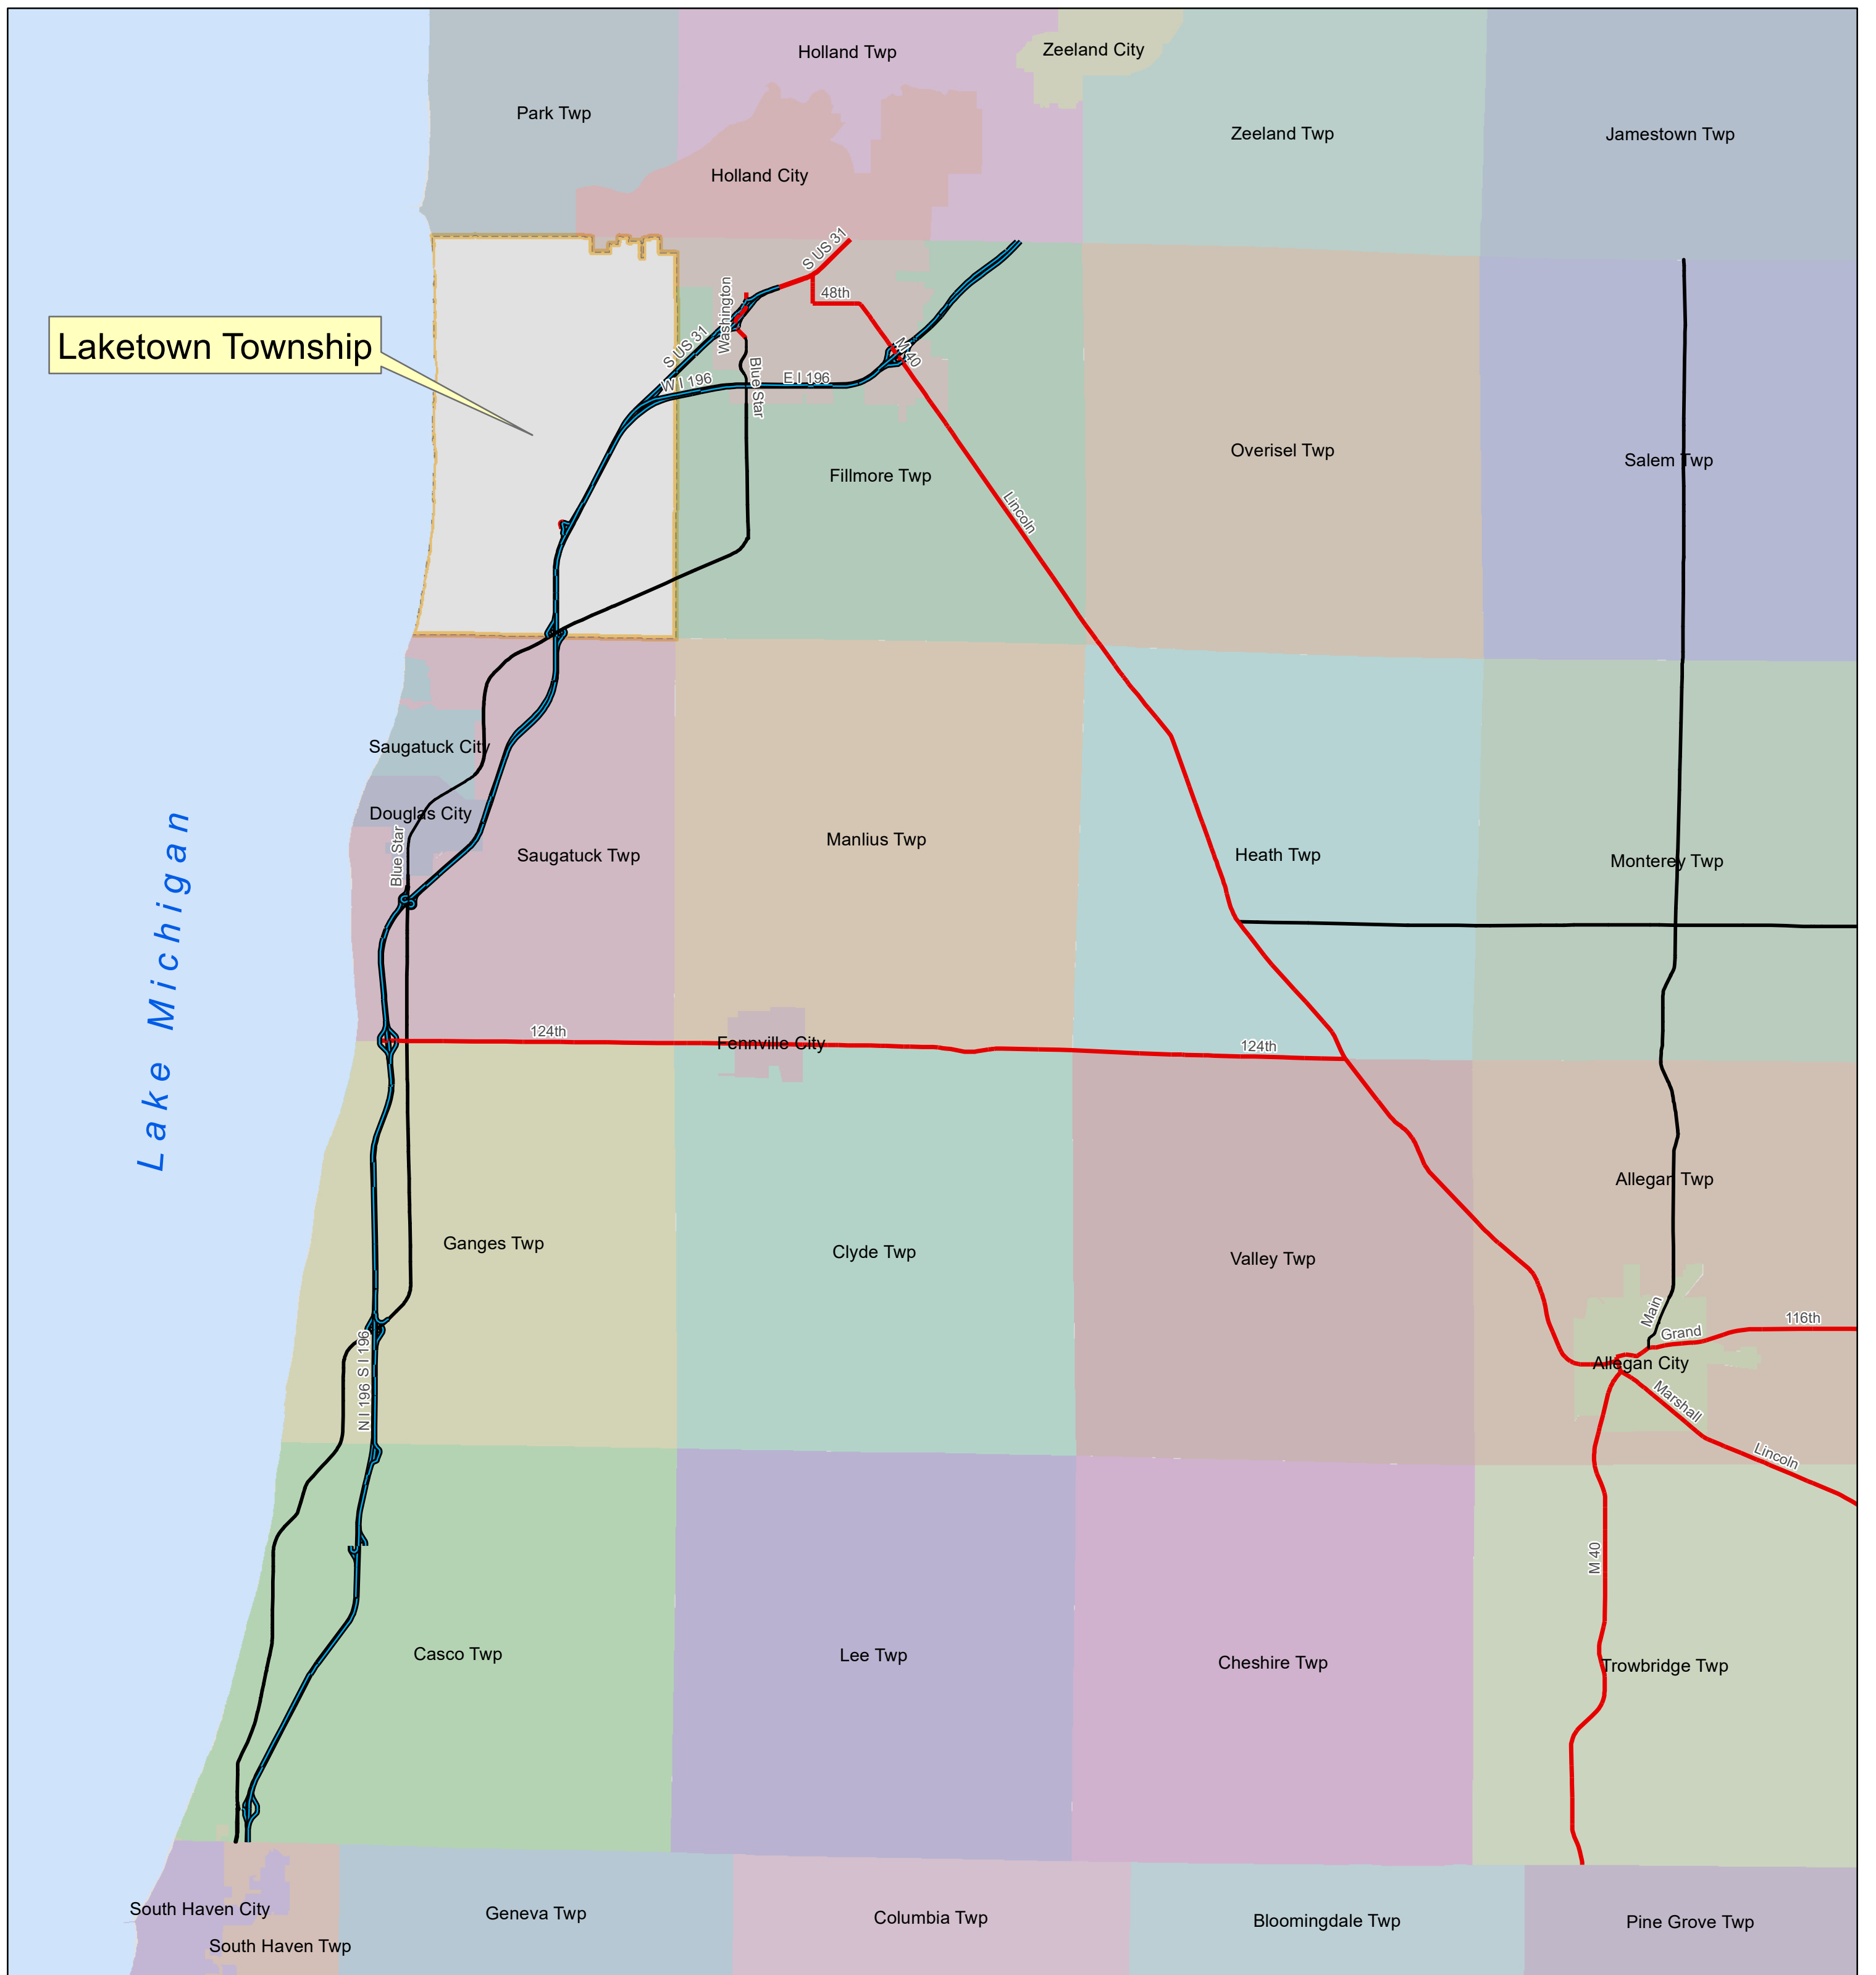 Holland Twp
Zeeland City
Park Twp
Zeeland Twp
Jamestown Twp
Holland City
S US 31
48th
Washington
Laketown Township
S US 31
M 40
W I 196
E I 196
Blue Star
Overisel Twp
Salem Twp
Fillmore Twp
Lincoln
Saugatuck City
Douglas City
Blue Star
Saugatuck Twp
Manlius Twp
Heath Twp
Monterey Twp
Lake Michigan
124th
Fennville City
124th
Allegan Twp
Ganges Twp
Clyde Twp
Valley Twp
Main
Grand
116th
Allegan City
N I 196
S I 196
Marshall
Lincoln
M 40
Casco Twp
Lee Twp
Cheshire Twp
Trowbridge Twp
South Haven City
Geneva Twp
Columbia Twp
Bloomingdale Twp
Pine Grove Twp
South Haven Twp